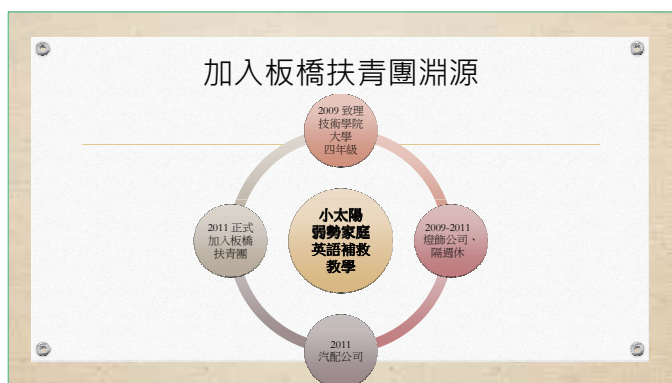 加入板橋扶青團淵源
2009 致理
技術學院
大學
四年級
2009-2011
燈飾公司、
隔週休
2011
汽配公司
2011 正式
加入板橋
扶青團
小太陽
弱勢家庭
英語補救
教學